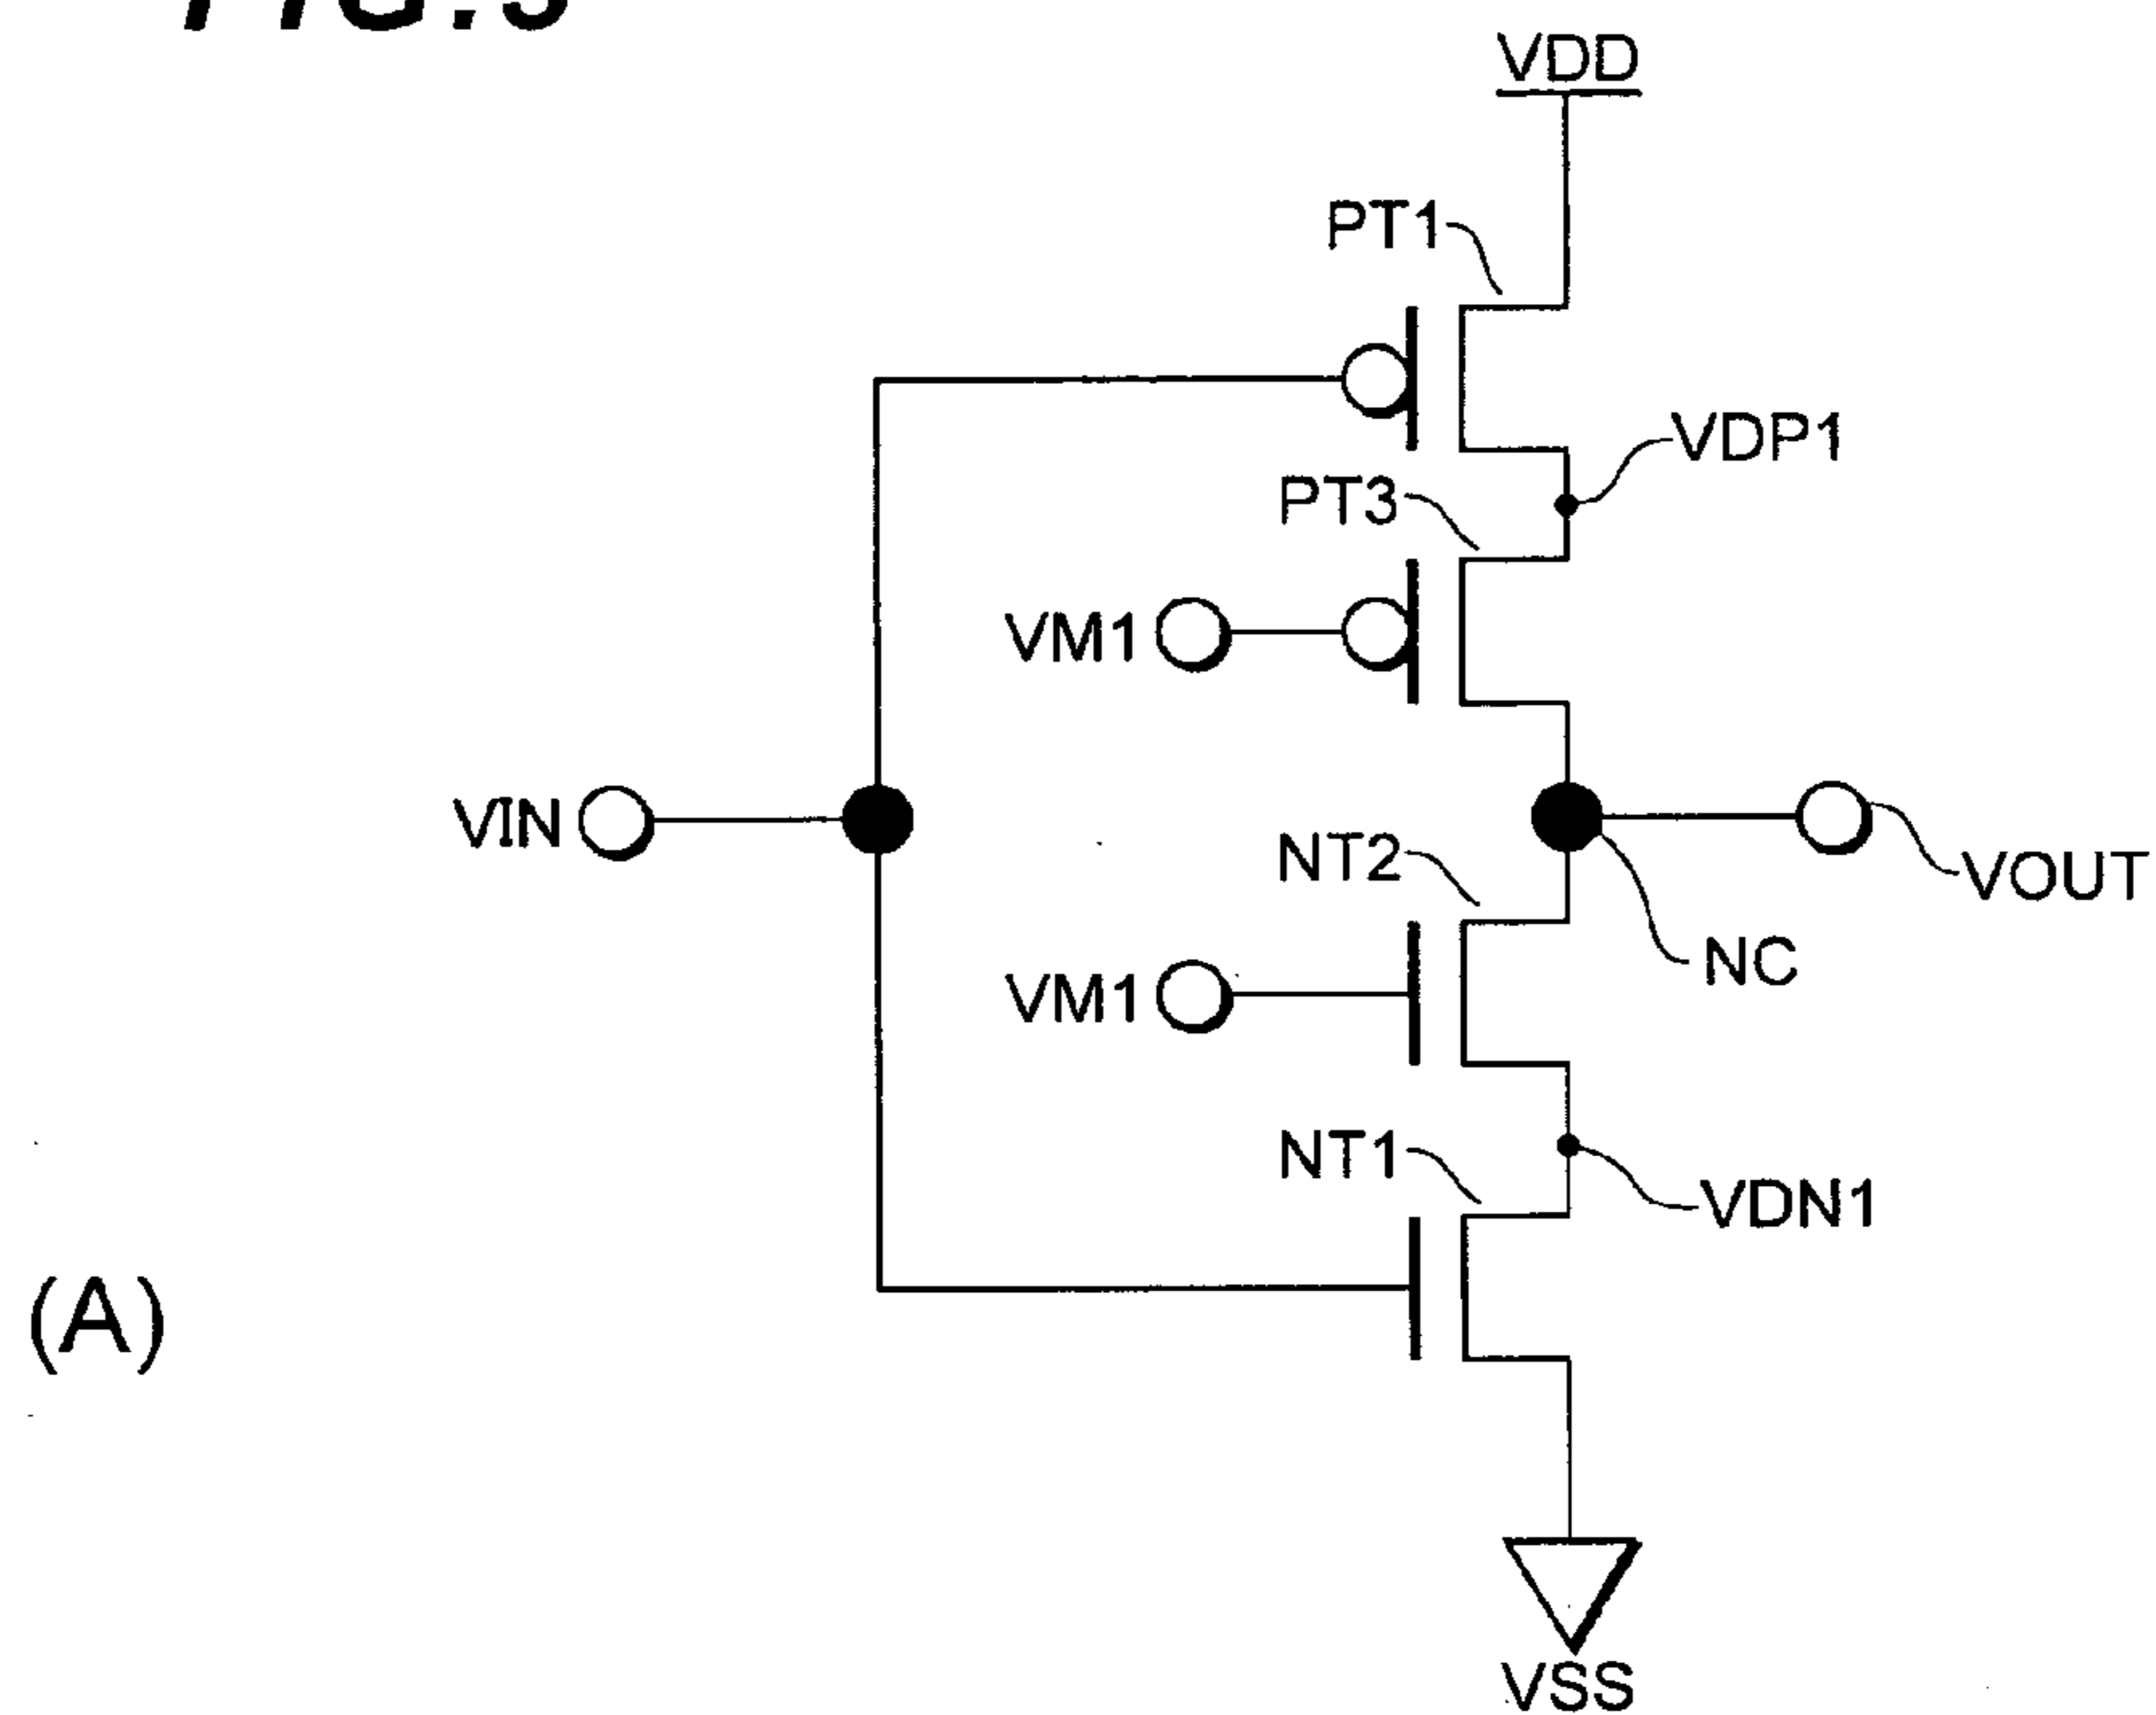 VDD
PT1
VDP1
PT3
VM1
VIN
NT2
VOUT
NC
VM1
NT1
VDN1
(A)
VSS